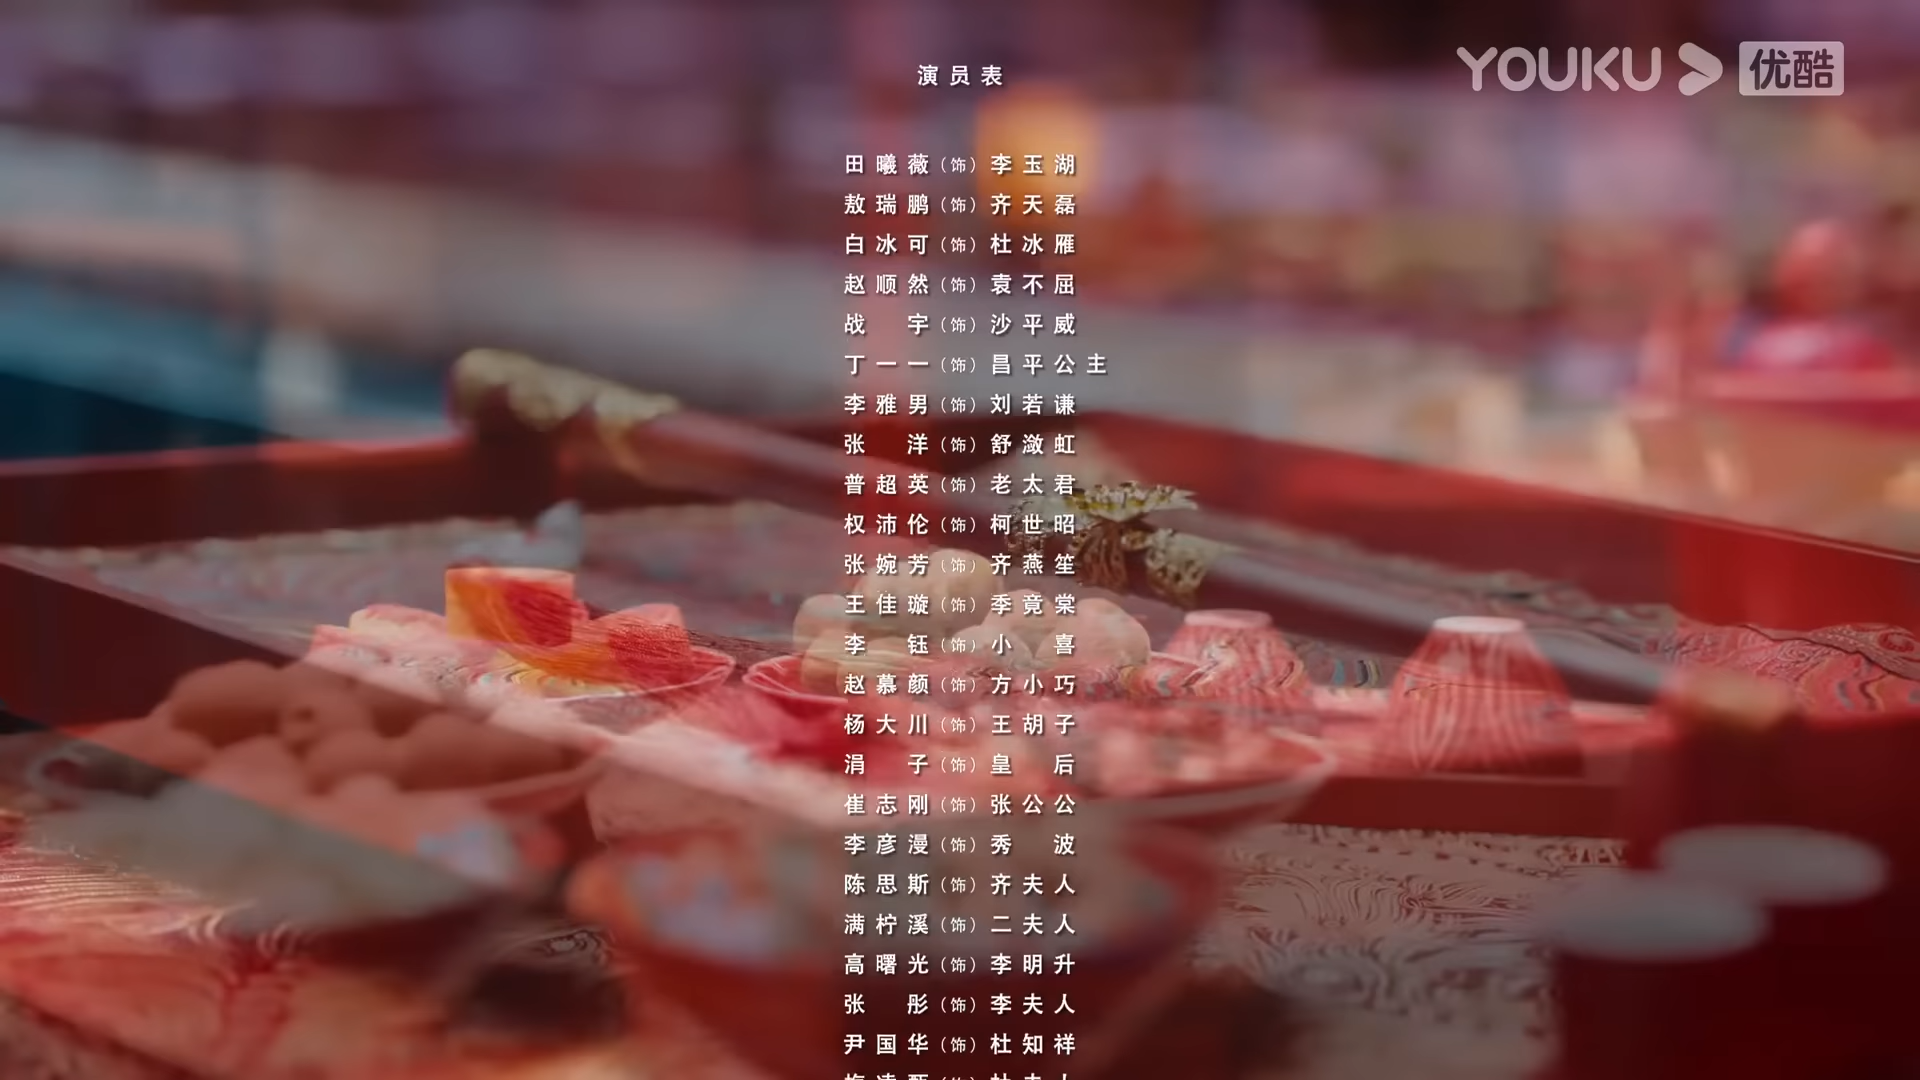 YOUKU 优酷
演员表
田曦薇（饰）李玉湖
敖瑞鹏（饰）齐天磊
白冰可（饰）杜冰雁
赵顺然（饰）袁不屈
战宇（饰）沙平威
丁一一（饰）昌平公主
李雅男（饰）刘若谦
张洋（饰）舒潋虹
普超英（饰）老太君
权沛伦（饰）柯世昭
张婉芳（饰）齐燕笙
王佳璇（饰）季竟棠
李钰（饰）小喜
赵慕颜（饰）方小巧
杨大川（饰）王胡子
涓子（饰）皇后
崔志刚（饰）张公公
李彦漫（饰）秀波
陈思斯（饰）齐夫人
满柠溪（饰）二夫人
高曙光（饰）李明升
张彤（饰）李夫人
尹国华（饰）杜知祥